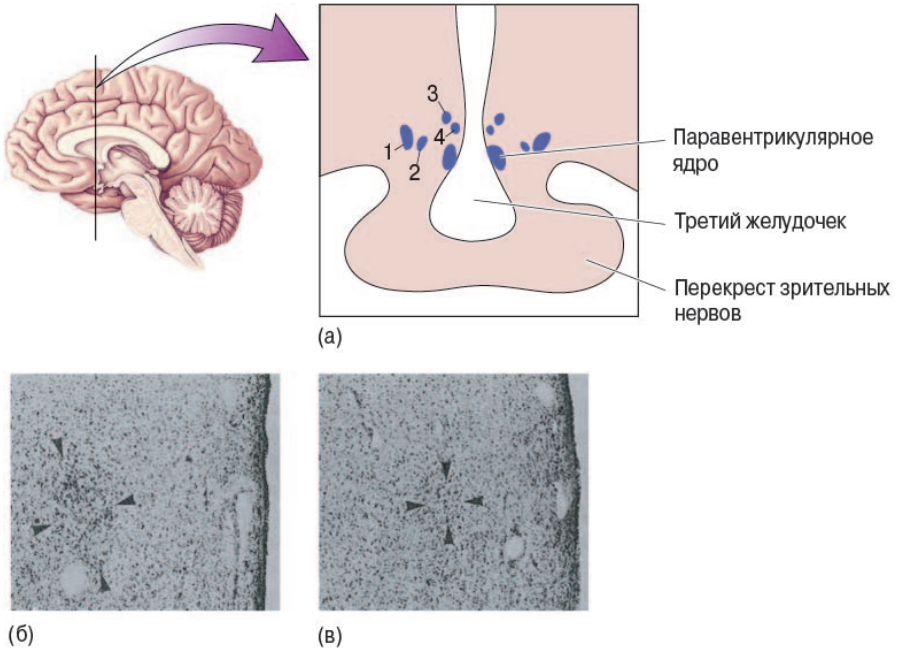 3
4
1
2
Паравентрикулярное
ядро
Третий желудочек
Перекрест зрительных
нервов
(а)
(б)
(в)